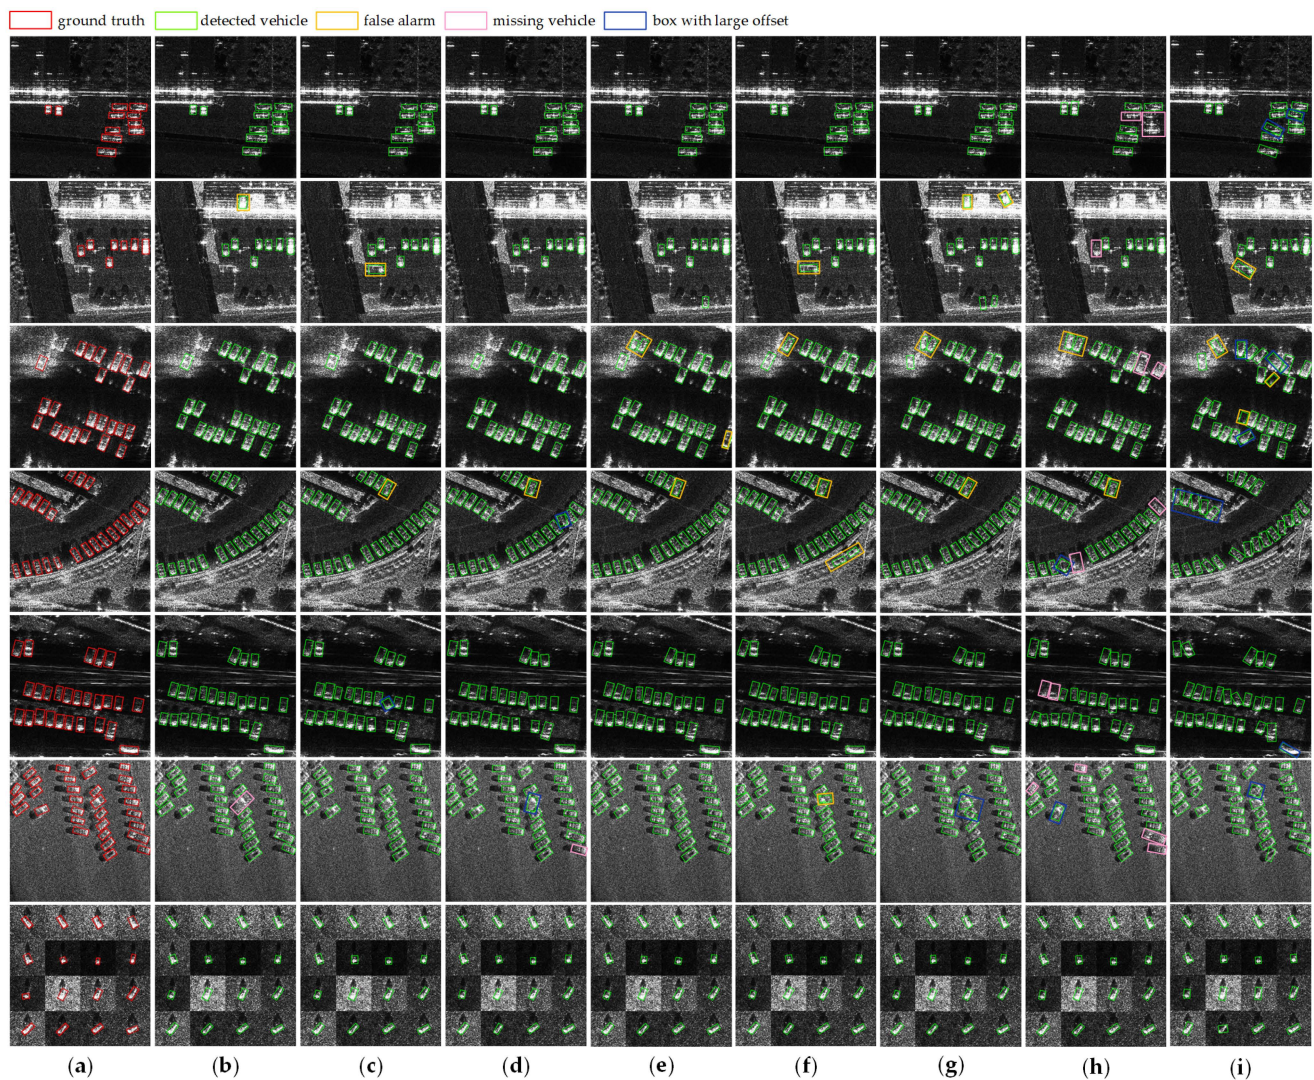 ground truth detected vehicle false alarm missing vehicle box with large offset
(a) (b) (c) (d) (e) (f) (g) (h) (i)